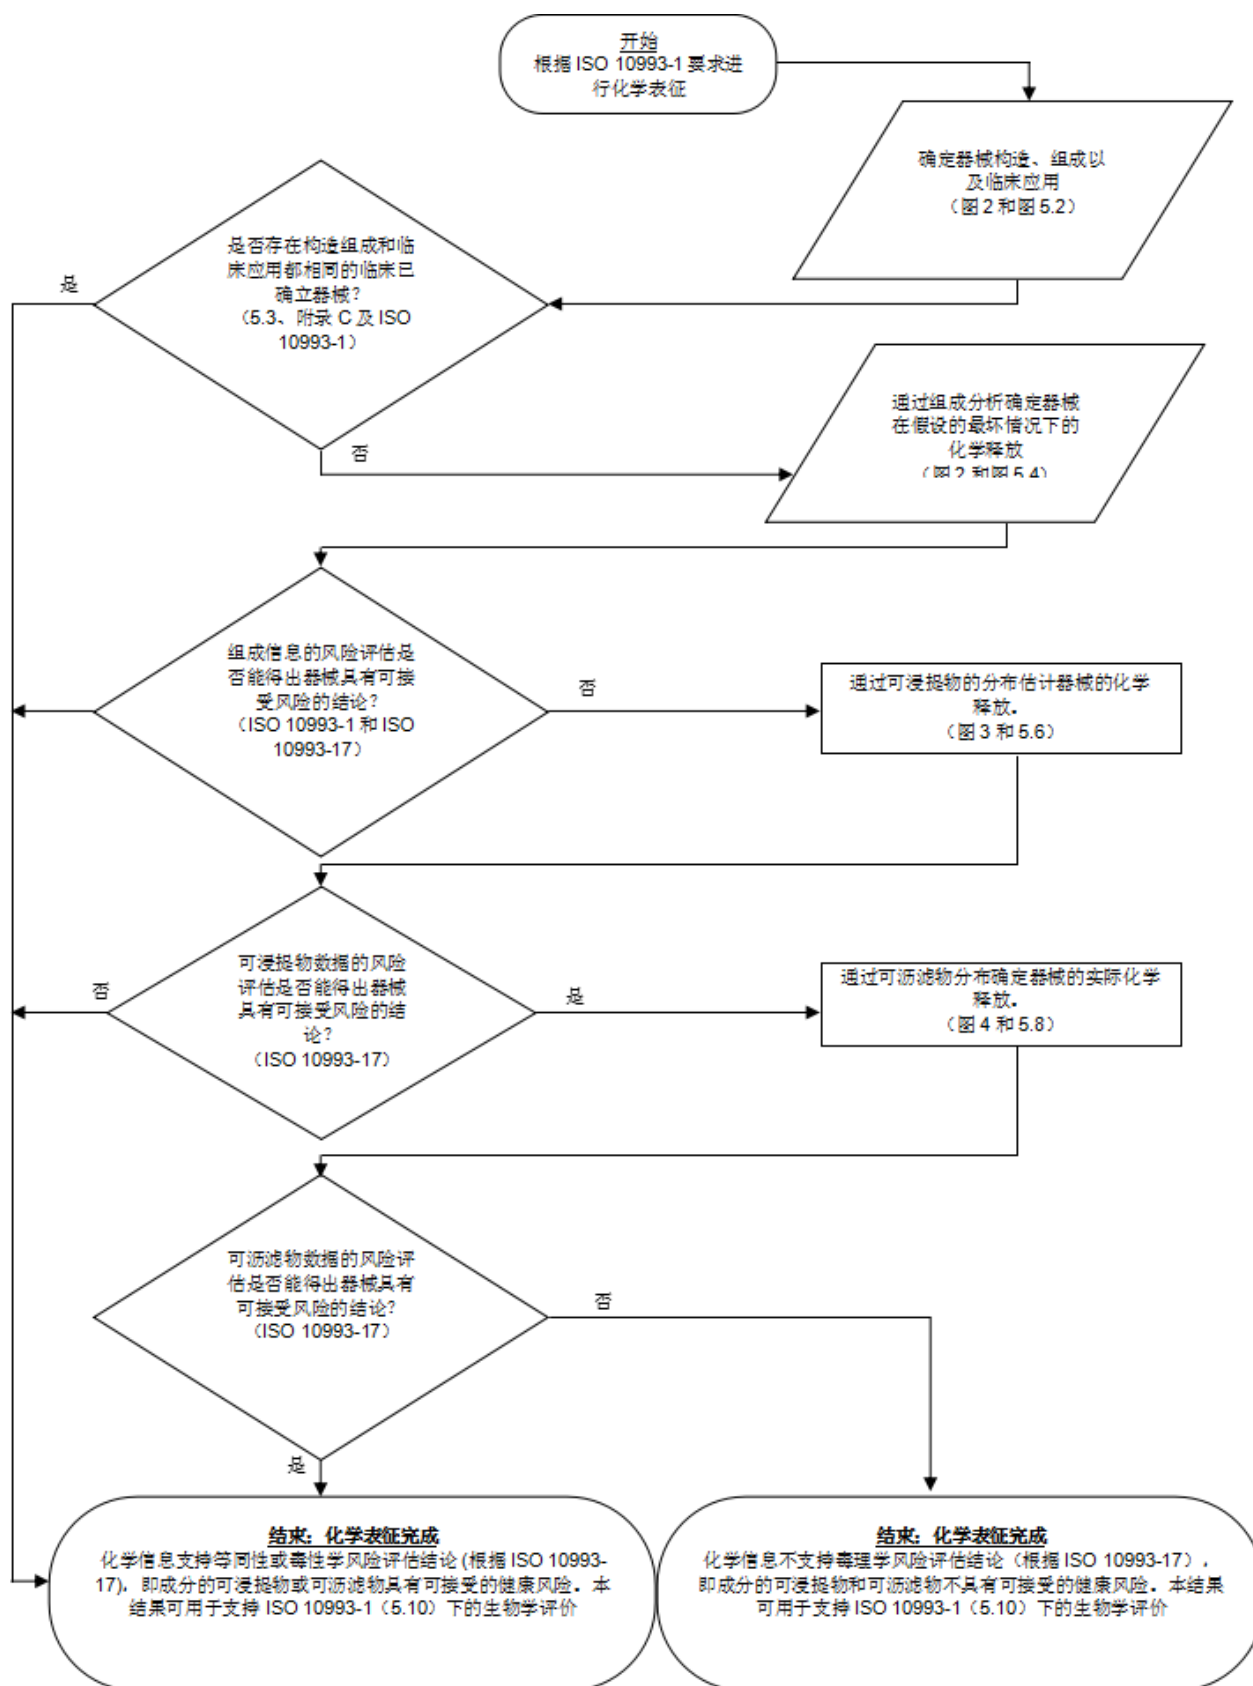 开始
根据 ISO 10993-1 要求进
行化学表征
确定器械构造、组成以
及临床应用
（图 2 和图 5.2）
是否存在构造组成和临
床应用都相同的临床已
确立器械？
（5.3、附录 C 及 ISO
10993-1）
是
否
通过组成分析确定器械
在假设的最坏情况下的
化学释放
（图 2 和图 5.4）
组成信息的风险评估是
否能得出器械具有可接
受风险的结论？
（ISO 10993-1 和 ISO
10993-17）
否
通过可浸提物的分布估计器械的化学
释放。
（图 3 和 5.6）
可浸提物数据的风险
评估是否能得出器械
具有可接受风险的结
论？
（ISO 10993-17）
否
是
通过可沥滤物分布确定器械的实际化学
释放。
（图 4 和 5.8）
可沥滤物数据的风险评
估是否能得出器械具有
可接受风险的结论？
（ISO 10993-17）
否
是
结束：化学表征完成
化学信息支持等同性或毒性学风险评估结论 (根据 ISO 10993-
17)，即成分的可浸提物或可沥滤物具有可接受的健康风险。本
结果可用于支持 ISO 10993-1（5.10）下的生物学评价
结束：化学表征完成
化学信息不支持毒理学风险评估结论（根据 ISO 10993-17），
即成分的可浸提物和可沥滤物不具有可接受的健康风险。本结果
可用于支持 ISO 10993-1（5.10）下的生物学评价